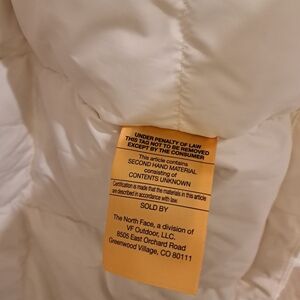 UNDER PENALTY OF LAW
THIS TAG NOT TO BE REMOVED
EXCEPT BY THE CONSUMER
This article contains
SECOND HAND MATERIAL
consisting of
CONTENTS UNKNOWN
Certification is made that the materials in this article
are described in accordance with law.
SOLD BY
The North Face, a division of
VF Outdoor, LLC.
8505 East Orchard Road
Greenwood Village, CO 80111